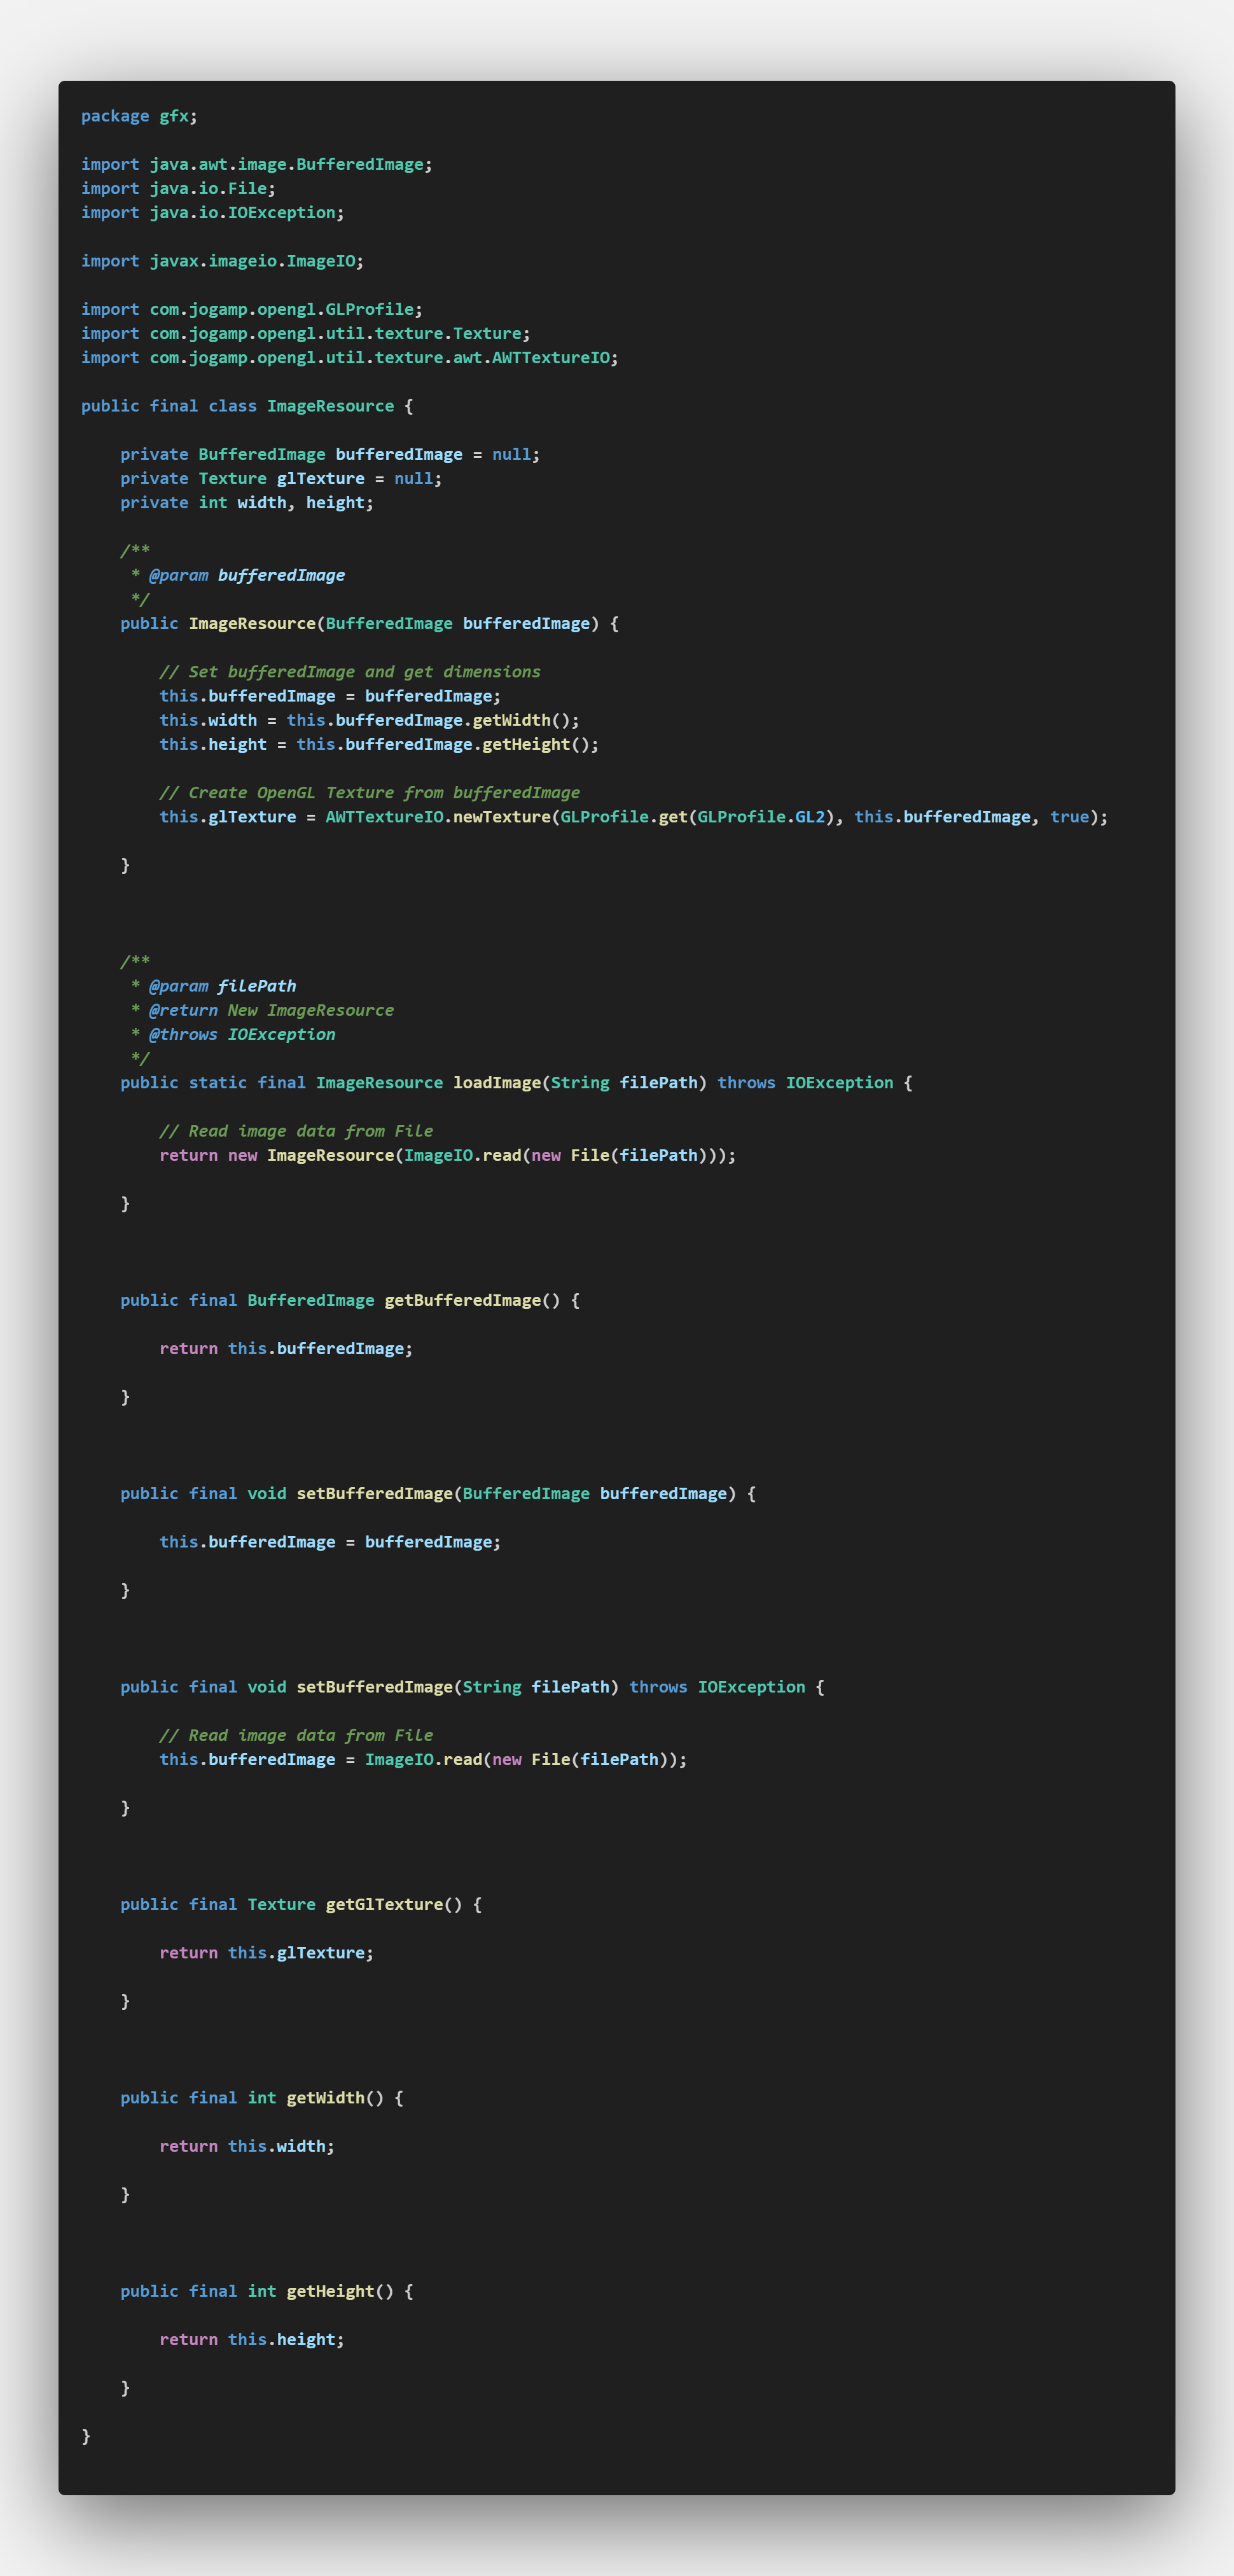 package gfx;
import java.awt.image.BufferedImage;
import java.io.File;
import java.io.IOException;
import javax.imageio.ImageIO;
import com.jogamp.opengl.GLProfile;
import com.jogamp.opengl.util.texture.Texture;
import com.jogamp.opengl.util.texture.awt.AWTTextureIO;
public final class ImageResource {
    private BufferedImage bufferedImage = null;
    private Texture glTexture = null;
    private int width, height;
    /**
     * @param bufferedImage
     */
    public ImageResource(BufferedImage bufferedImage) {
        // Set bufferedImage and get dimensions
        this.bufferedImage = bufferedImage;
        this.width = this.bufferedImage.getWidth();
        this.height = this.bufferedImage.getHeight();
        // Create OpenGL Texture from bufferedImage
        this.glTexture = AWTTextureIO.newTexture(GLProfile.get(GLProfile.GL2), this.bufferedImage, true);
    }
    /**
     * @param filePath
     * @return New ImageResource
     * @throws IOException
     */
    public static final ImageResource loadImage(String filePath) throws IOException {
        // Read image data from File
        return new ImageResource(ImageIO.read(new File(filePath)));
    }
    public final BufferedImage getBufferedImage() {
        return this.bufferedImage;
    }
    public final void setBufferedImage(BufferedImage bufferedImage) {
        this.bufferedImage = bufferedImage;
    }
    public final void setBufferedImage(String filePath) throws IOException {
        // Read image data from File
        this.bufferedImage = ImageIO.read(new File(filePath));
    }
    public final Texture getGlTexture() {
        return this.glTexture;
    }
    public final int getWidth() {
        return this.width;
    }
    public final int getHeight() {
        return this.height;
    }
}